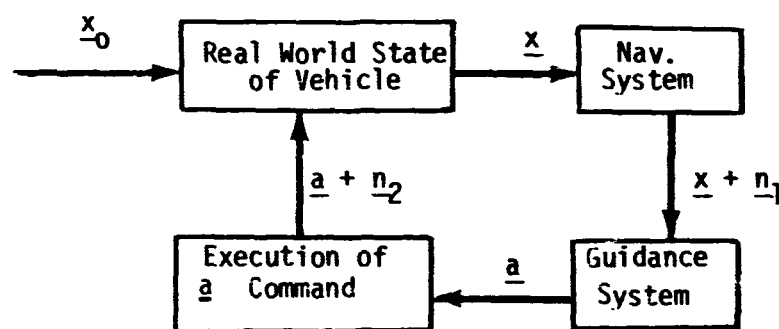 x₀
Real World State
of Vehicle
x
Nav.
System
a + n₂
x + n₁
Execution of
a Command
a
Guidance
System